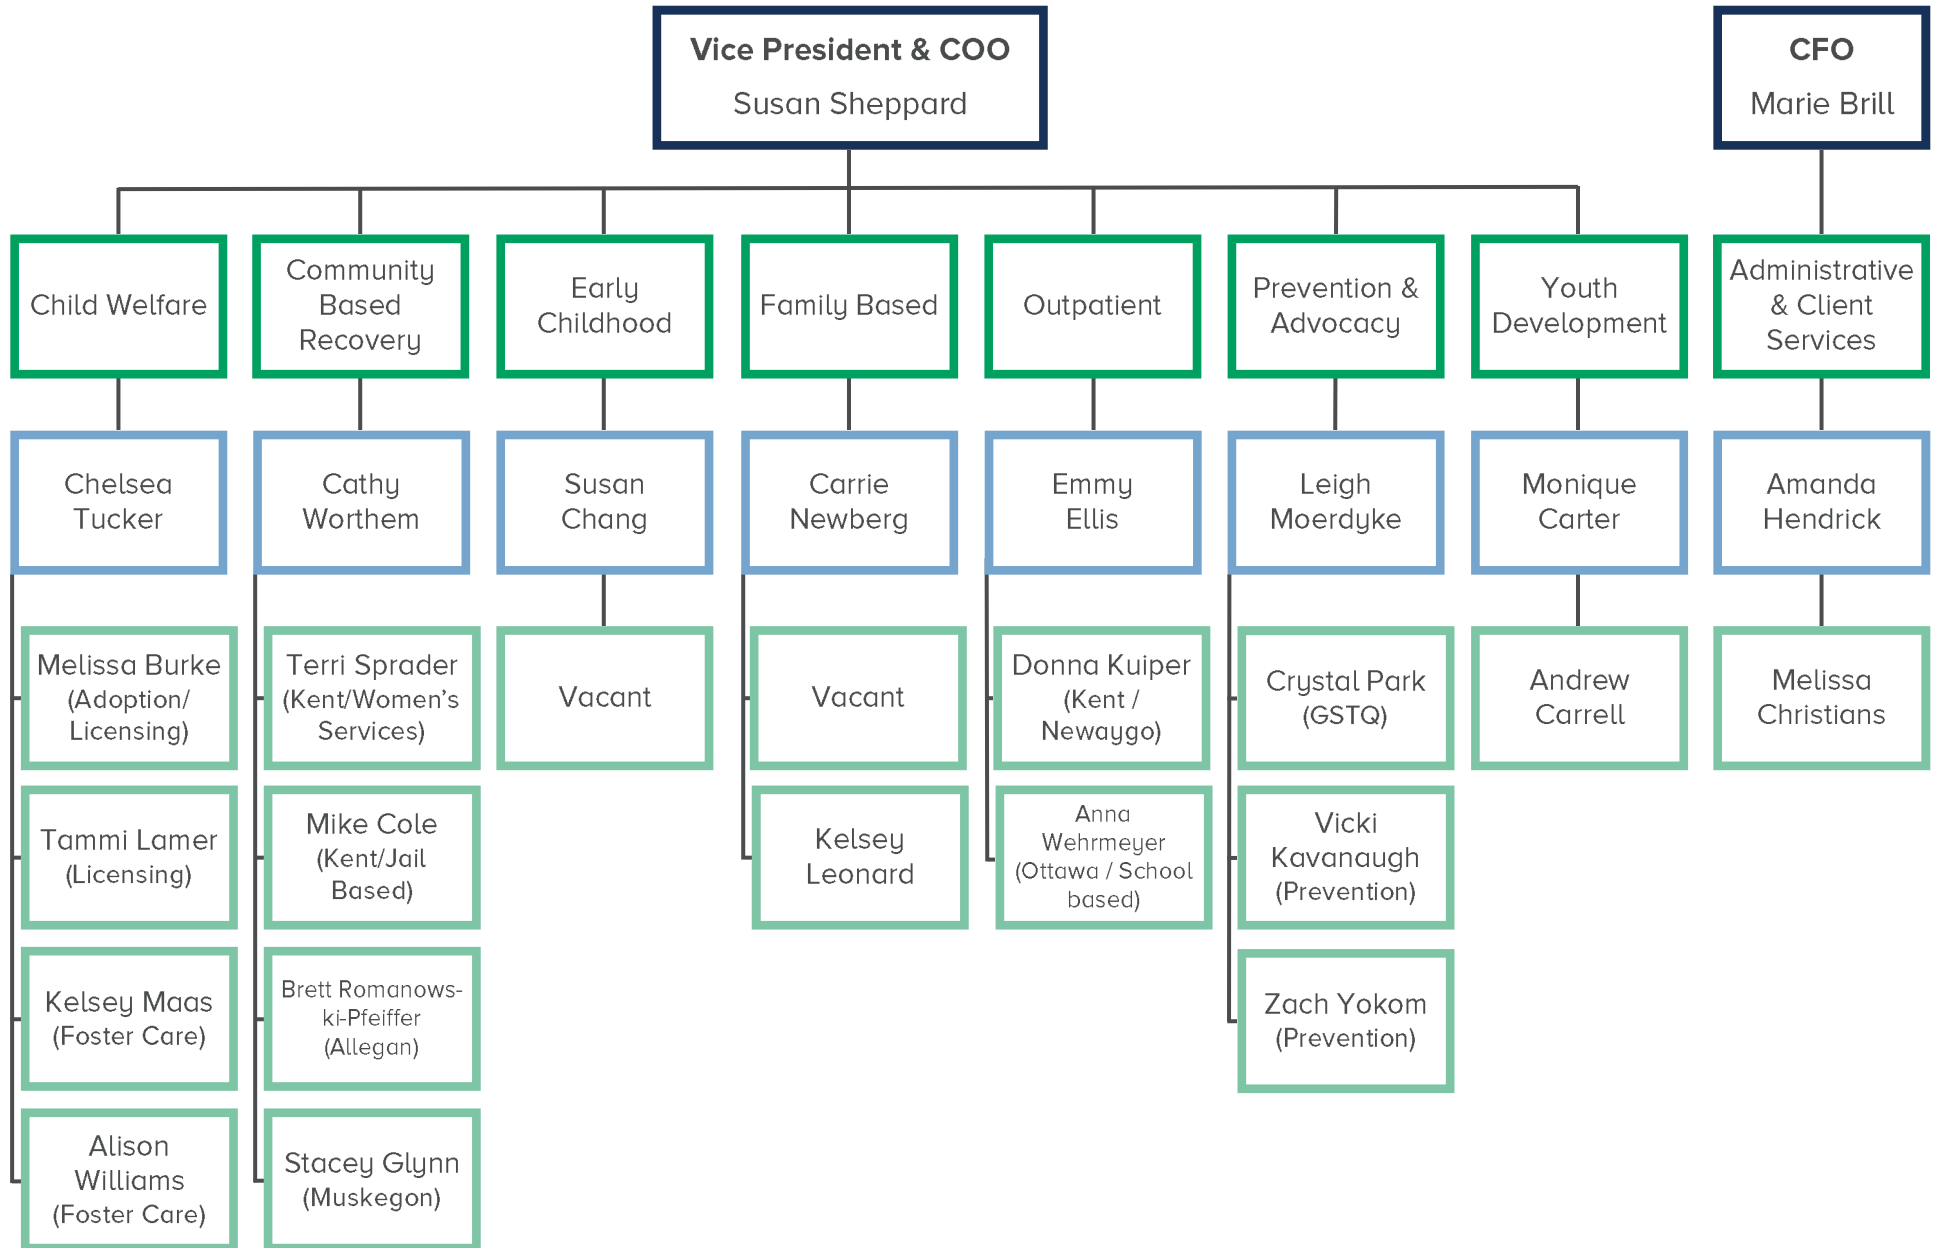 Vice President & COO
Susan Sheppard
CFO
Marie Brill
Child Welfare
Community
Based
Recovery
Early
Childhood
Family Based
Outpatient
Prevention &
Advocacy
Youth
Development
Administrative
& Client
Services
Chelsea
Tucker
Cathy
Worthem
Susan
Chang
Carrie
Newberg
Emmy
Ellis
Leigh
Moerdyke
Monique
Carter
Amanda
Hendrick
Melissa Burke
(Adoption/
Licensing)
Terri Sprader
(Kent/Women’s
Services)
Vacant
Vacant
Donna Kuiper
(Kent /
Newaygo)
Crystal Park
(GSTQ)
Andrew
Carrell
Melissa
Christians
Tammi Lamer
(Licensing)
Mike Cole
(Kent/Jail
Based)
Kelsey
Leonard
Anna
Wehrmeyer
(Ottawa / School
based)
Vicki
Kavanaugh
(Prevention)
Kelsey Maas
(Foster Care)
Brett Romanows-
ki-Pfeiffer
(Allegan)
Zach Yokom
(Prevention)
Alison
Williams
(Foster Care)
Stacey Glynn
(Muskegon)